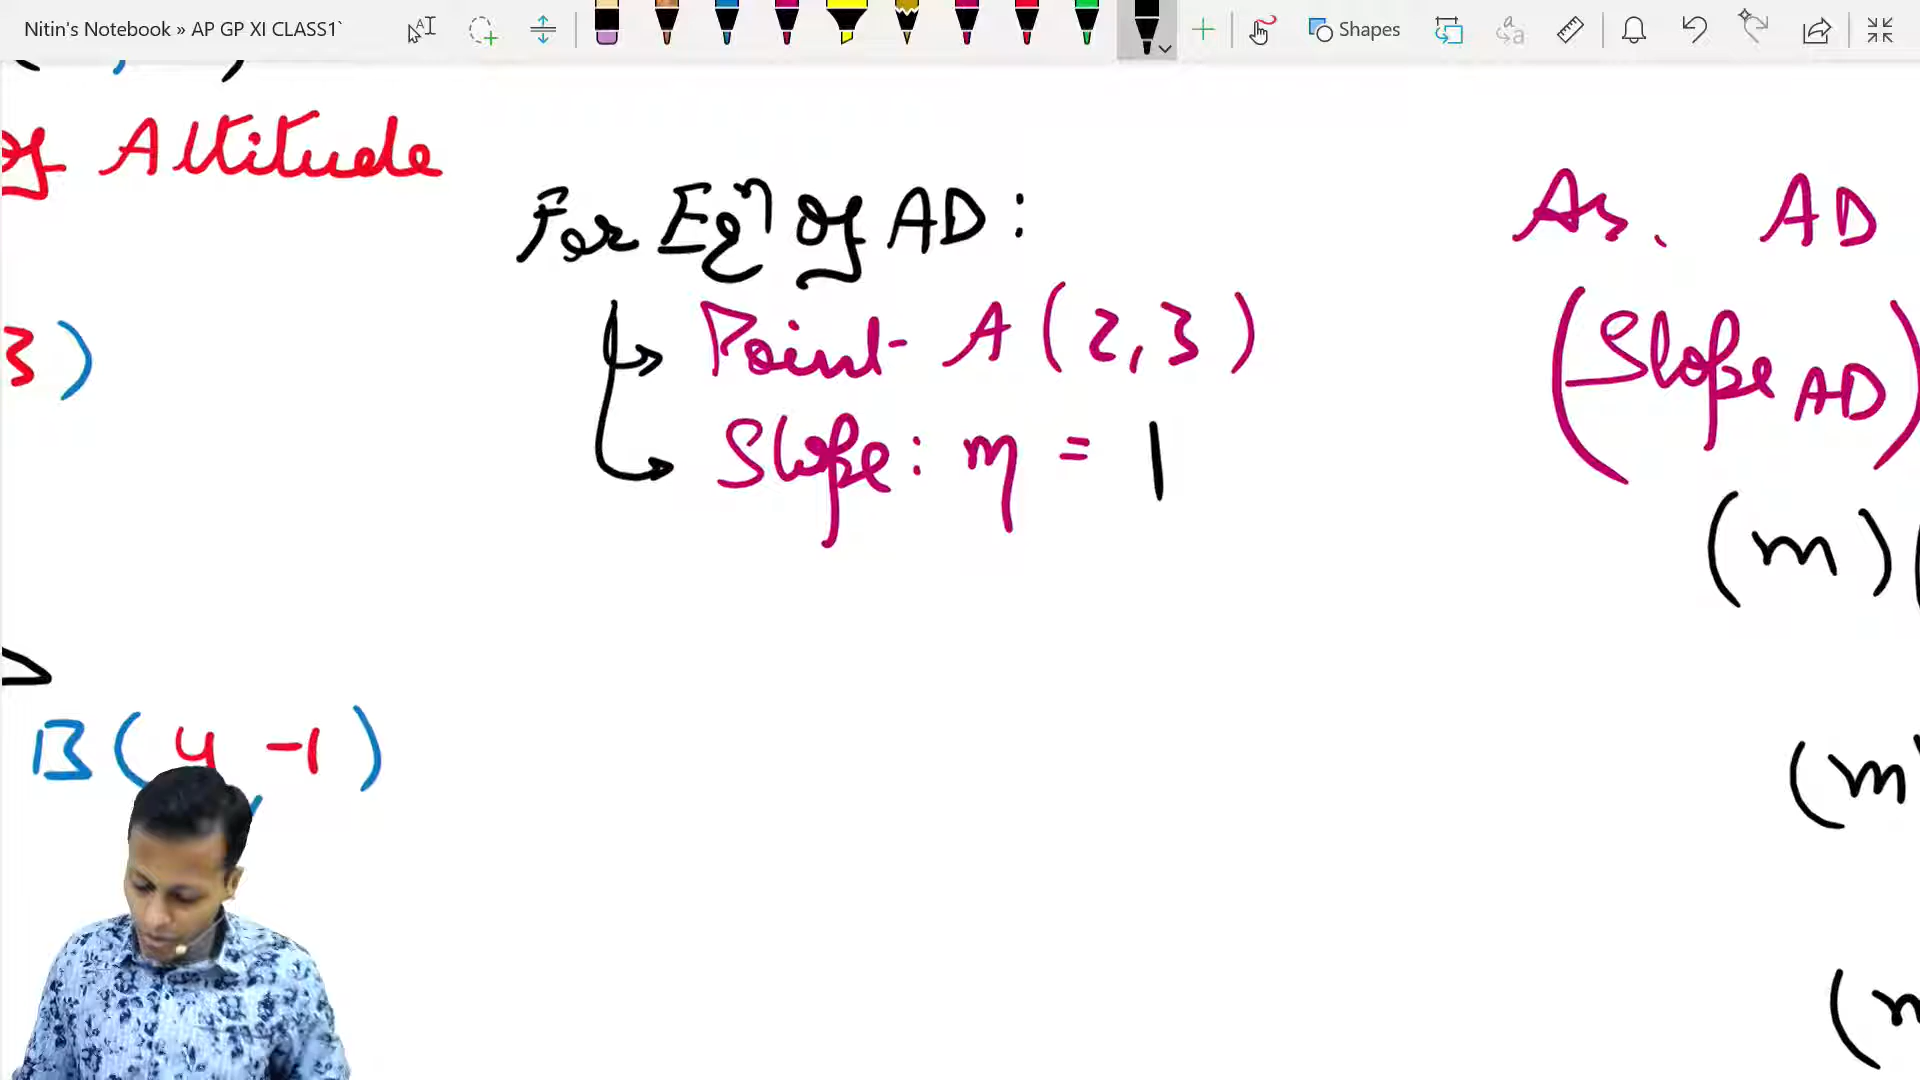 Nitin's Notebook » AP GP XI CLASS1`
Shapes
of Altitude
For Eqⁿ of AD :
Point A ( 2 , 3 )
Slope : m = 1
3 )
B ( 4 , -1 )
As. AD
(Slope AD)
(m) (
(m
(m